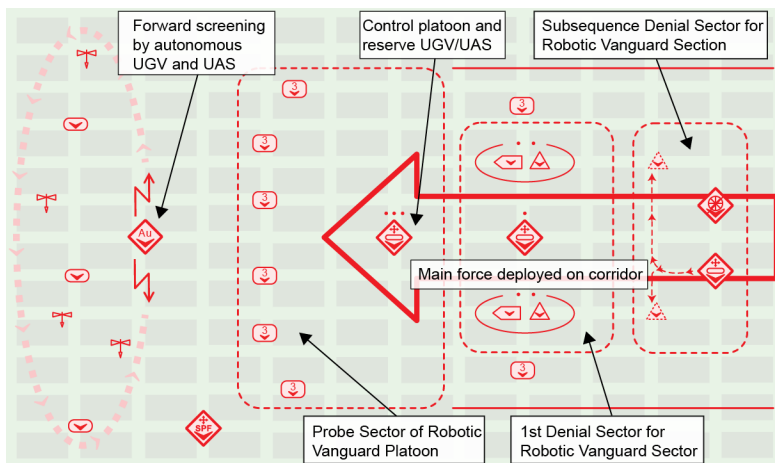 Forward screening
by autonomous
UGV and UAS
Control platoon and
reserve UGV/UAS
Subsequence Denial Sector for
Robotic Vanguard Section
3
3
3
3
3
3
3
3
Au
Main force deployed on corridor
SPF
Probe Sector of Robotic
Vanguard Platoon
1st Denial Sector for
Robotic Vanguard Sector